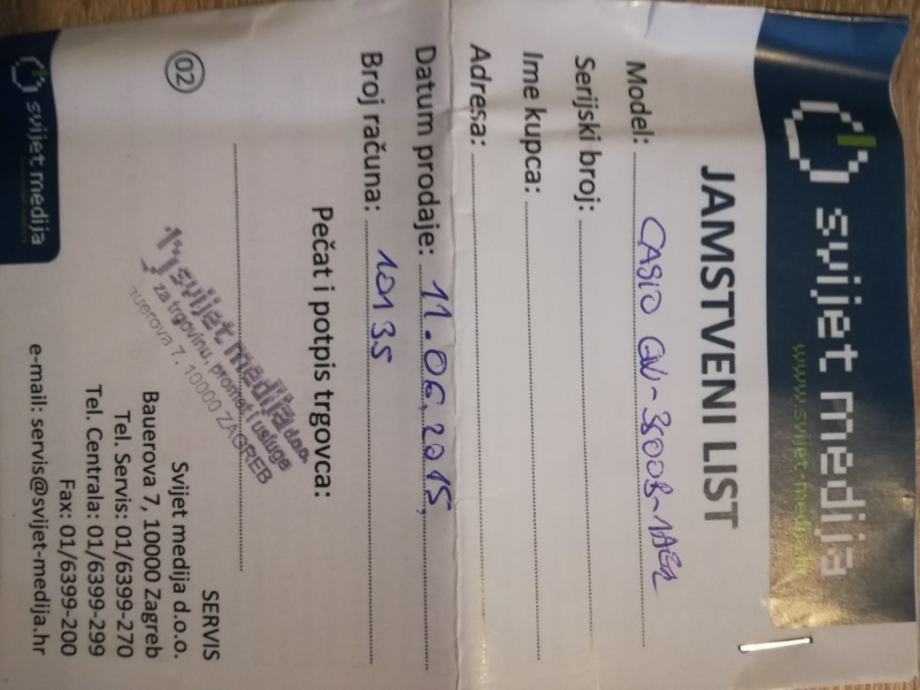 svijet medija
www.svijet-medija.hr
JAMSTVENI LIST
Model: CASIO GW-3500B-1AER
Serijski broj:
Ime kupca:
Adresa:
Datum prodaje: 11.06.2015.
Broj računa: 10135
Pečat i potpis trgovca:
svijet medija d.o.o.
za trgovinu, promet i usluge
Bauerova 7, 10000 ZAGREB
02
SERVIS
Svijet medija d.o.o.
Bauerova 7, 10000 Zagreb
Tel. Servis: 01/6399-270
Tel. Centrala: 01/6399-299
Fax: 01/6399-200
e-mail: servis@svijet-medija.hr
svijet medija